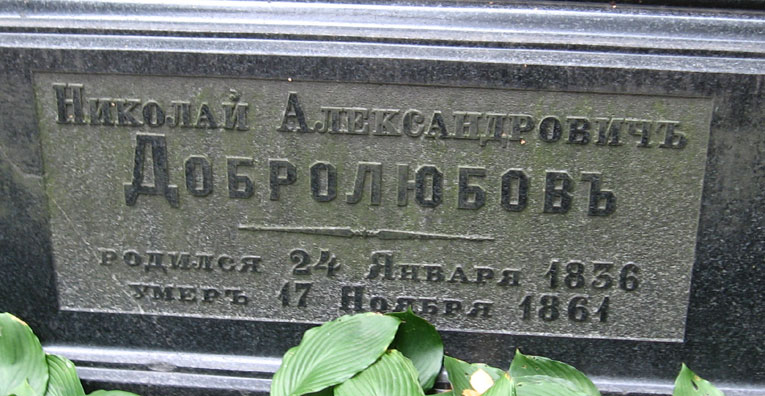 Николай Александровичъ
Добролюбовъ
родился 24 Января 1836
умеръ 17 Ноября 1861